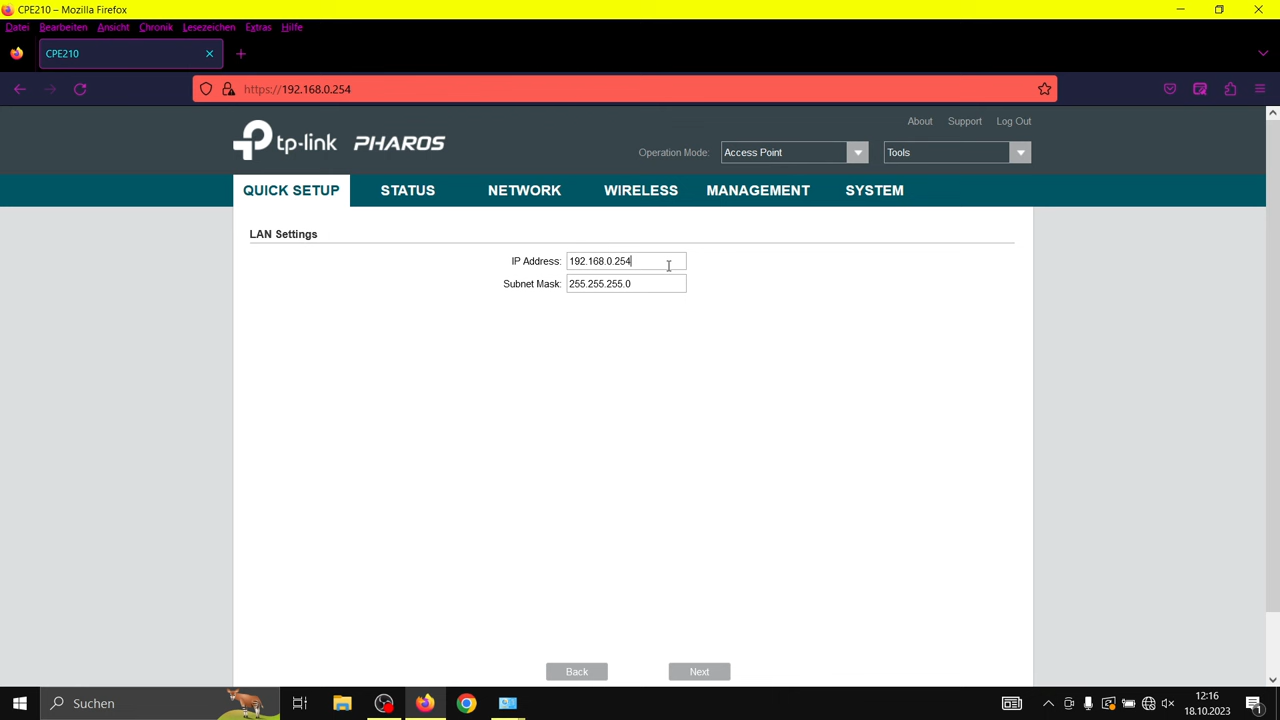 CPE210 – Mozilla Firefox
Datei Bearbeiten Ansicht Chronik Lesezeichen Extras Hilfe
CPE210
https://192.168.0.254
tp-link PHAROS
About Support Log Out
Operation Mode: Access Point Tools
QUICK SETUP STATUS NETWORK WIRELESS MANAGEMENT SYSTEM
LAN Settings
IP Address: 192.168.0.254
Subnet Mask: 255.255.255.0
Back Next
Suchen
12:16
18.10.2023
1